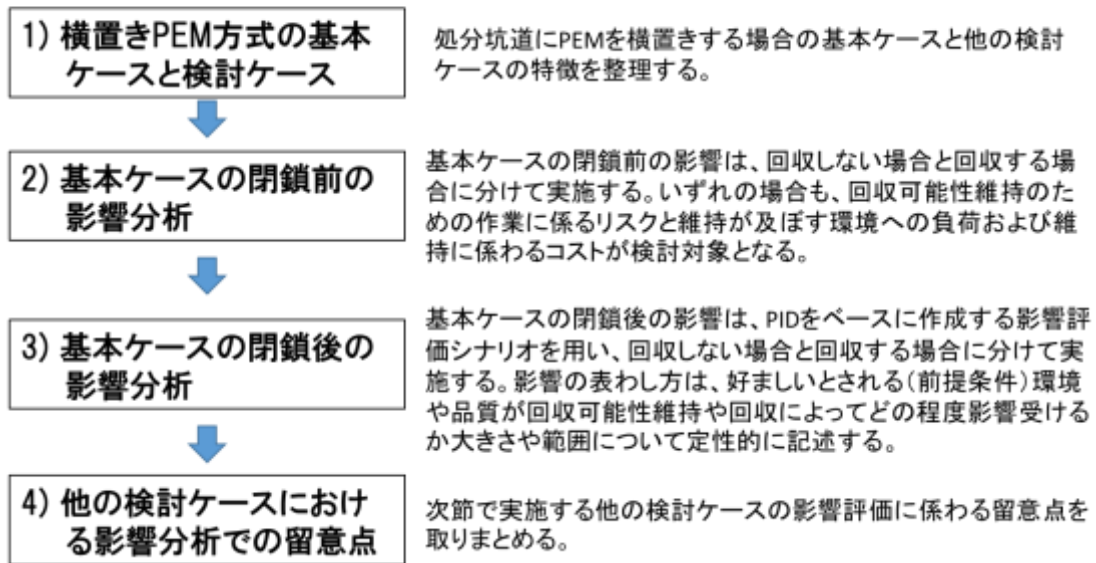 1) 横置きPEM方式の基本
ケースと検討ケース
処分坑道にPEMを横置きする場合の基本ケースと他の検討
ケースの特徴を整理する。
2) 基本ケースの閉鎖前の
影響分析
基本ケースの閉鎖前の影響は、回収しない場合と回収する場
合に分けて実施する。いずれの場合も、回収可能性維持のた
めの作業に係るリスクと維持が及ぼす環境への負荷および維
持に係わるコストが検討対象となる。
3) 基本ケースの閉鎖後の
影響分析
基本ケースの閉鎖後の影響は、PIDをベースに作成する影響評
価シナリオを用い、回収しない場合と回収する場合に分けて実
施する。影響の表わし方は、好ましいとされる(前提条件)環境
や品質が回収可能性維持や回収によってどの程度影響受ける
か大きさや範囲について定性的に記述する。
4) 他の検討ケースにおけ
る影響分析での留意点
次節で実施する他の検討ケースの影響評価に係わる留意点を
取りまとめる。